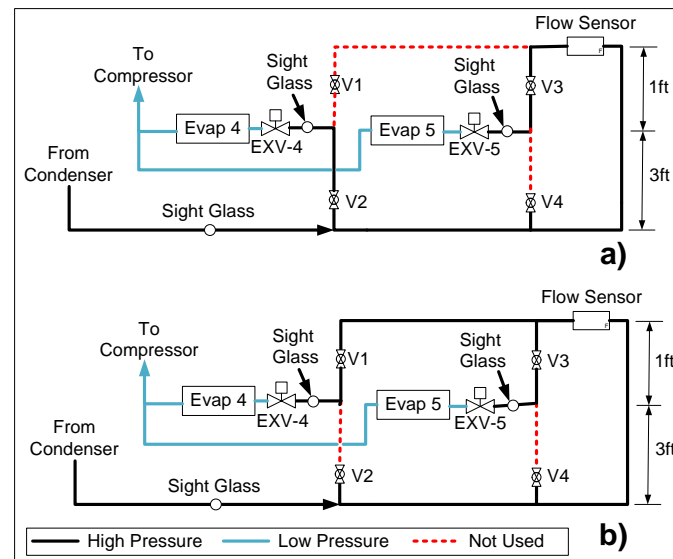 Flow Sensor
F
To
Compressor
Sight
Glass
V1
Sight
Glass
V3
1ft
Evap 4
EXV-4
Evap 5
EXV-5
From
Condenser
V2
V4
3ft
Sight Glass
a)
Flow Sensor
F
To
Compressor
Sight
Glass
V1
Sight
Glass
V3
1ft
Evap 4
EXV-4
Evap 5
EXV-5
From
Condenser
V2
V4
3ft
Sight Glass
b)
High Pressure
Low Pressure
Not Used